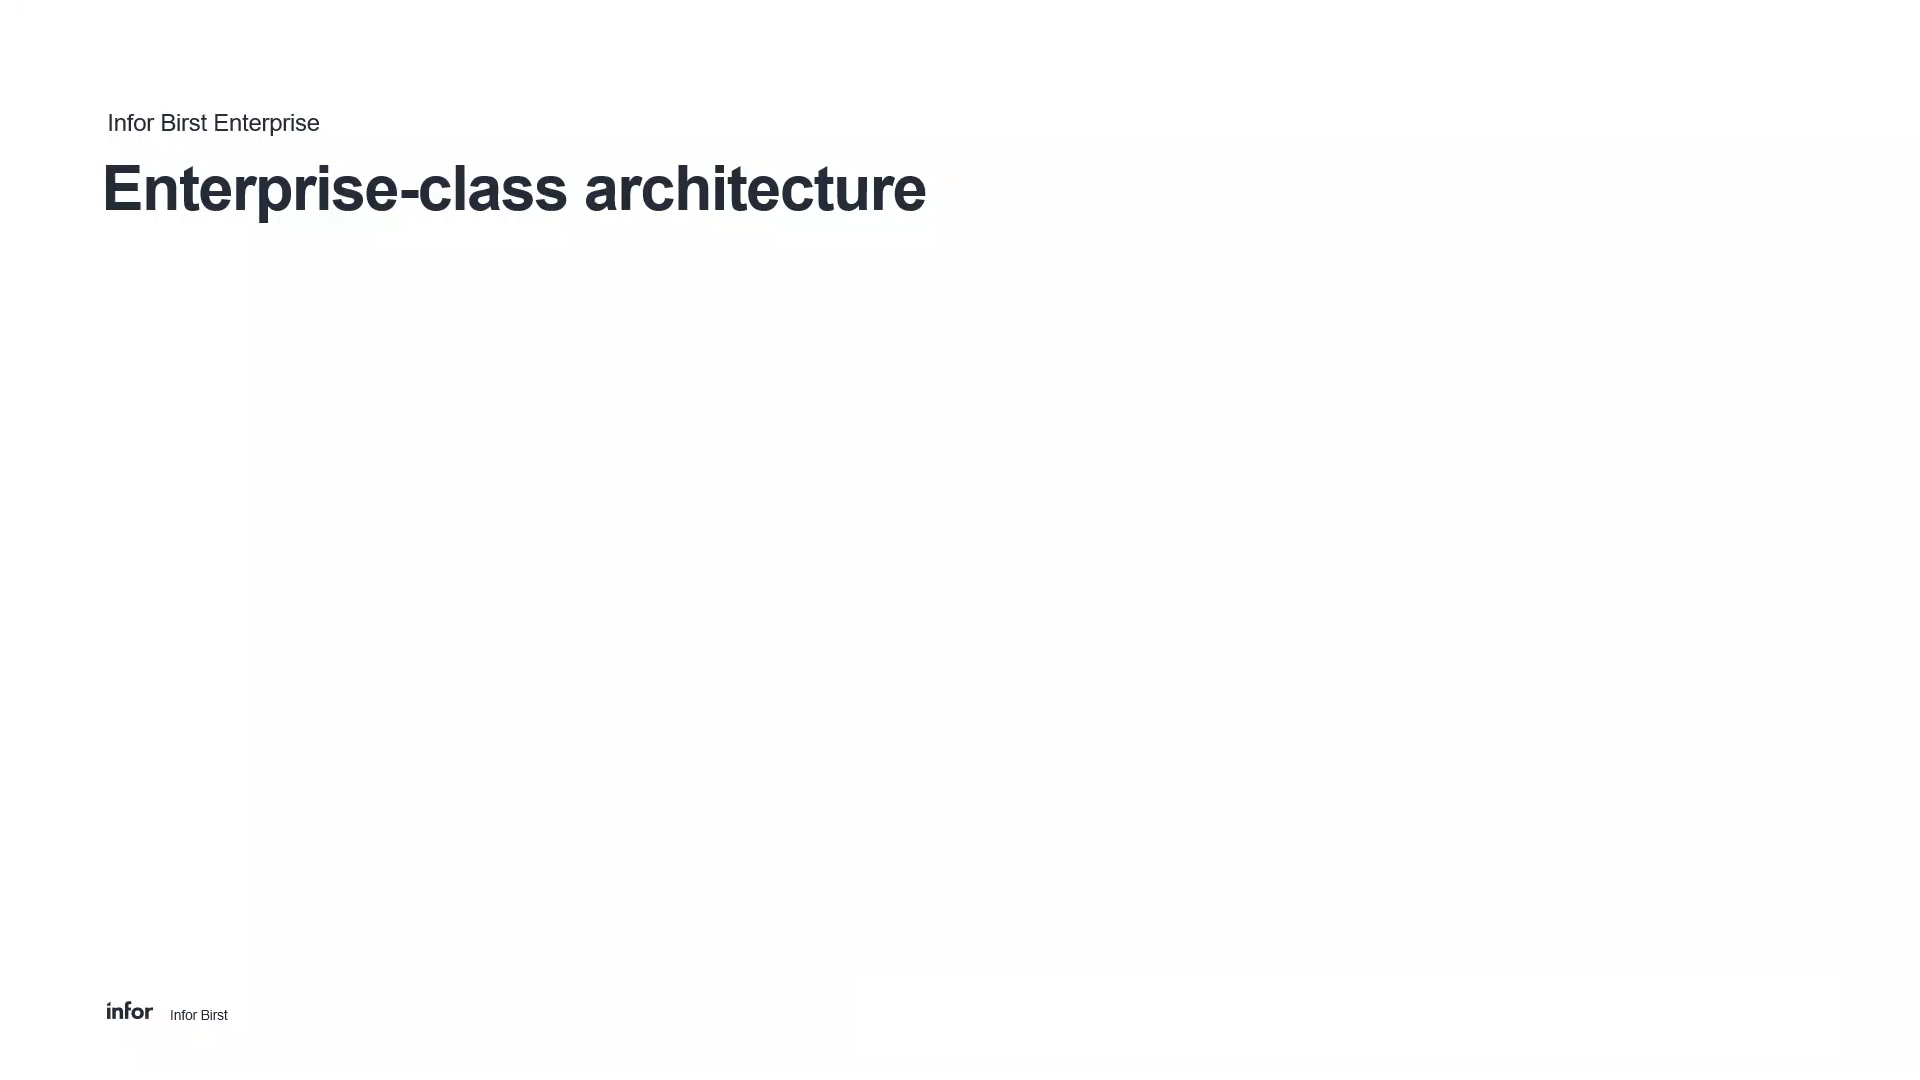 Infor Birst Enterprise
Enterprise-class architecture
infor Infor Birst